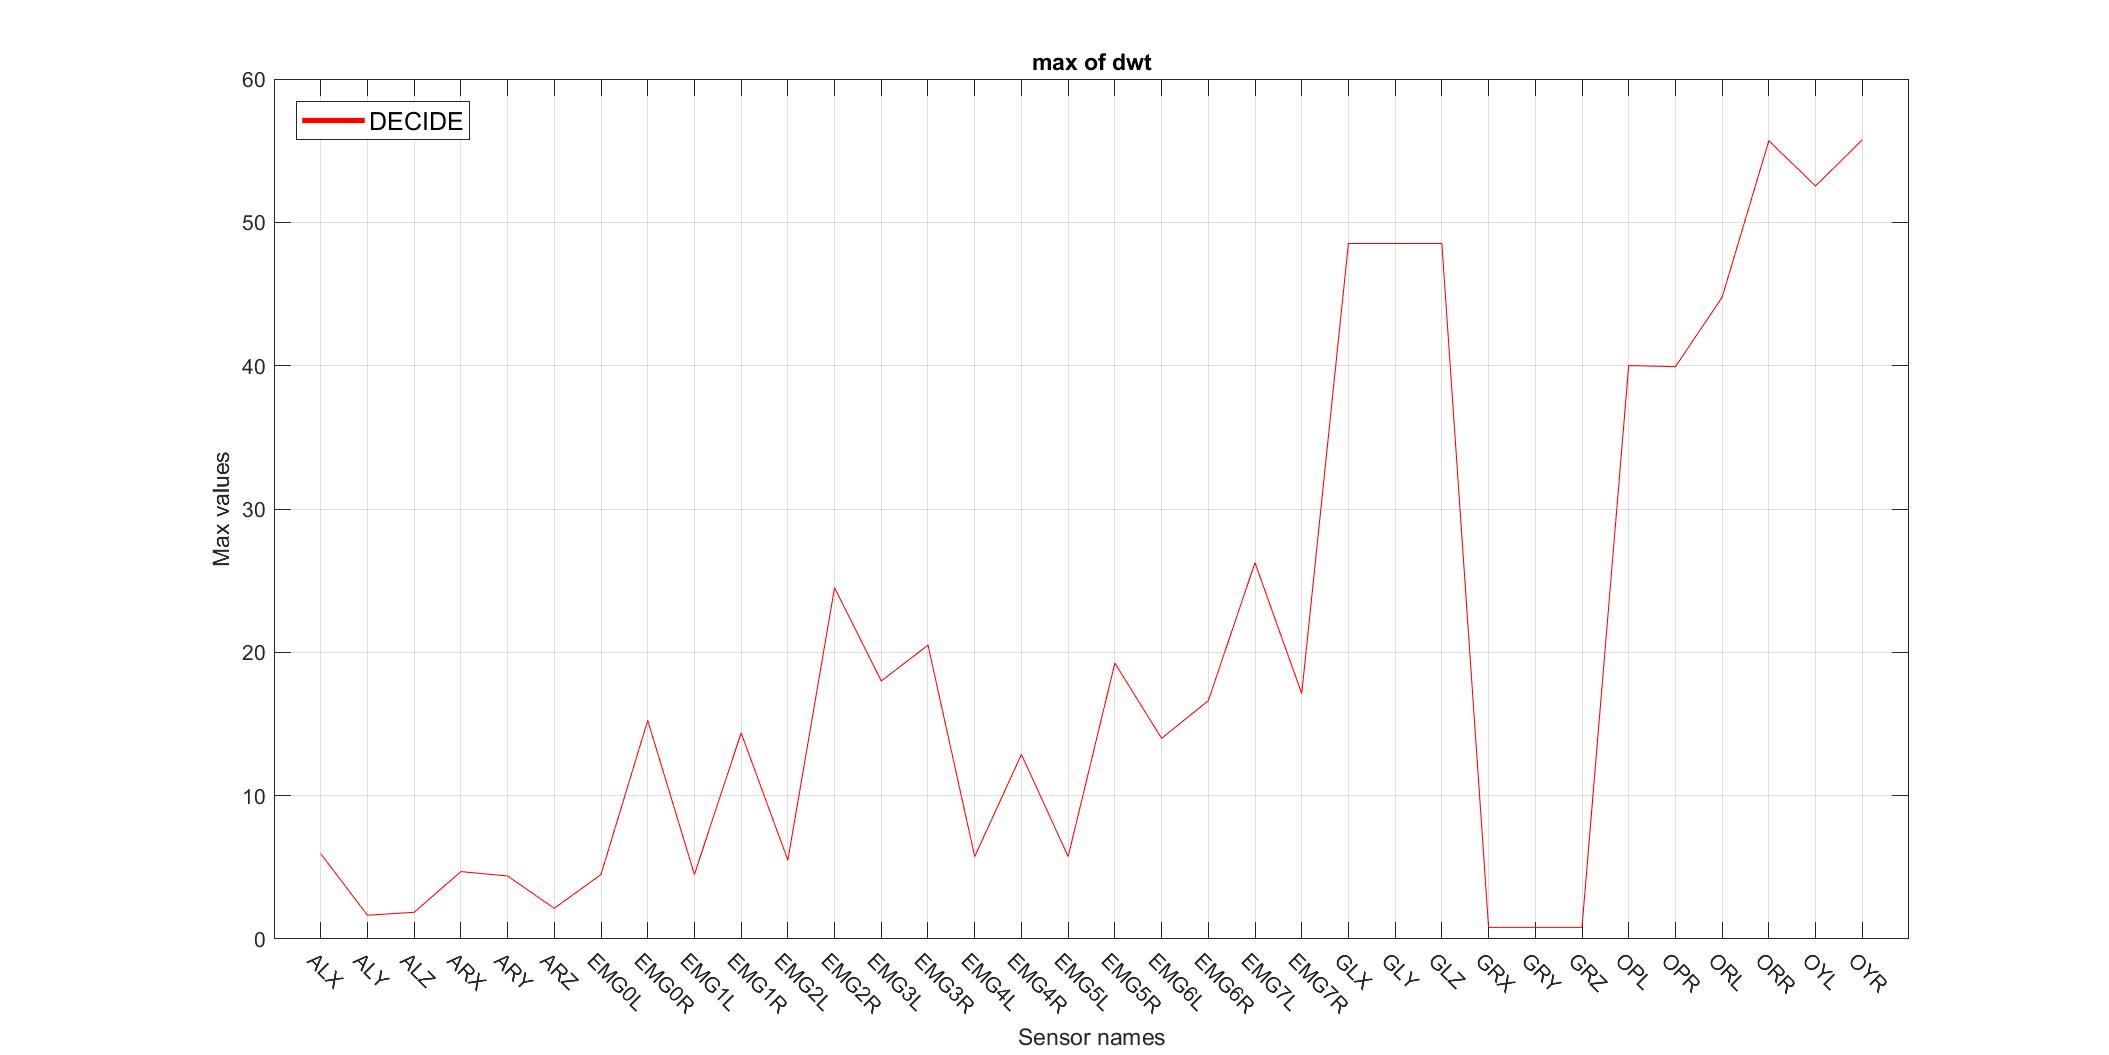 max of dwt
60
DECIDE
50
40
30
20
10
0
Max values
ALX
ALY
ALZ
ARX
ARY
ARZ
EMG0L
EMG0R
EMG1L
EMG1R
EMG2L
EMG2R
EMG3L
EMG3R
EMG4L
EMG4R
EMG5L
EMG5R
EMG6L
EMG6R
EMG7L
EMG7R
GLX
GLY
GLZ
GRX
GRY
GRZ
OPL
OPR
ORL
ORR
OYL
OYR
Sensor names